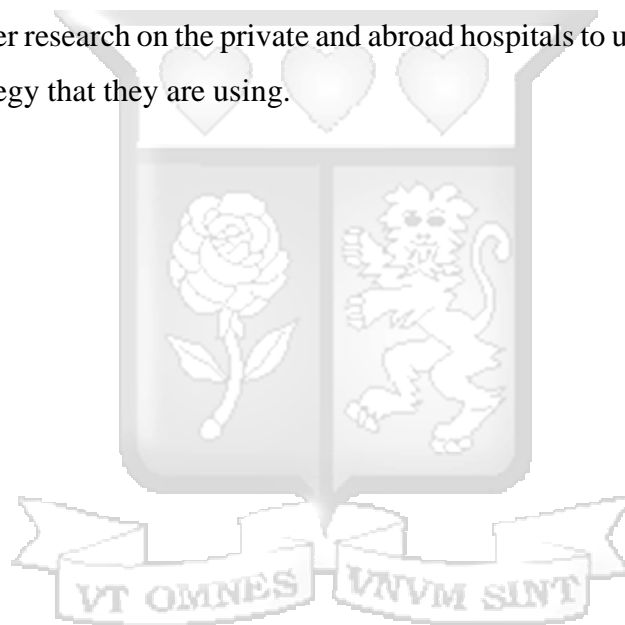 er research on the private and abroad hospitals to u
egy that they are using.
VT OMNES VNVM SINT